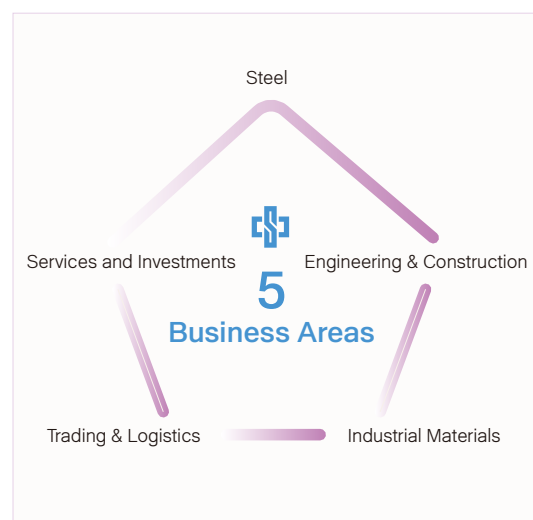 Steel
Services and Investments
Engineering & Construction
5
Business Areas
Trading & Logistics
Industrial Materials